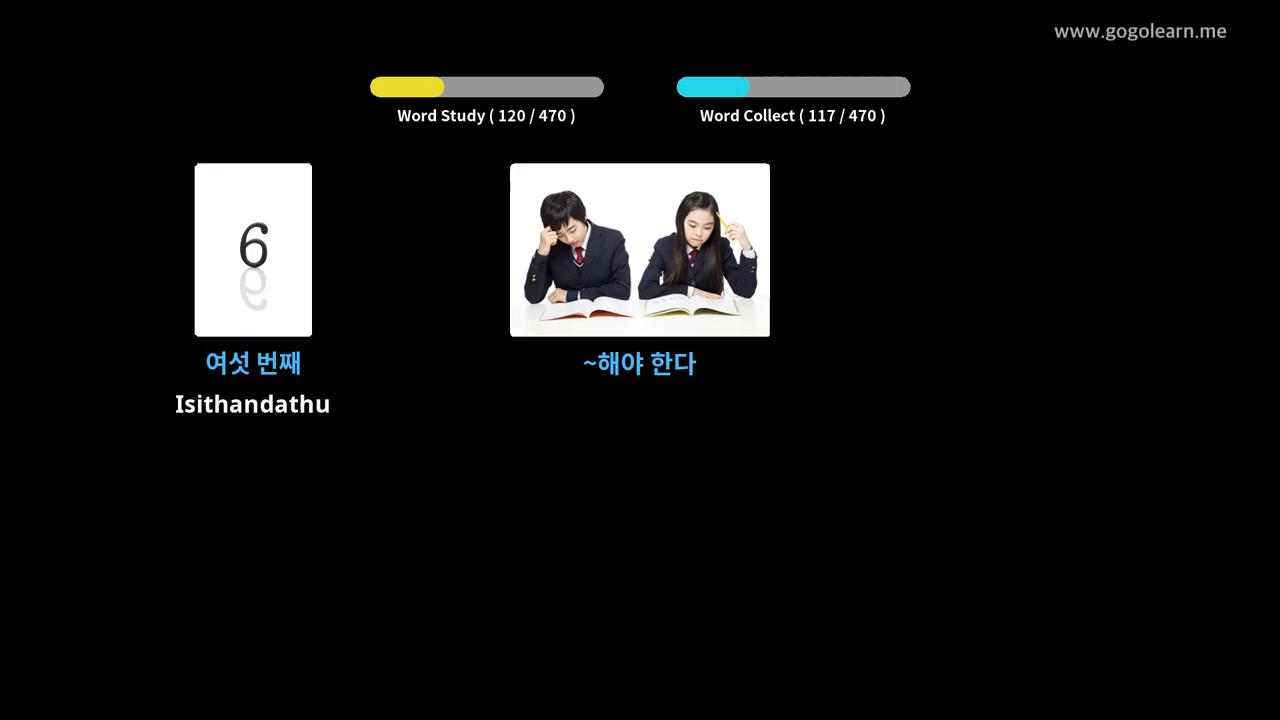 www.gogolearn.me
Word Study ( 120 / 470 )
Word Collect ( 117 / 470 )
6
여섯 번째
Isithandathu
~해야 한다